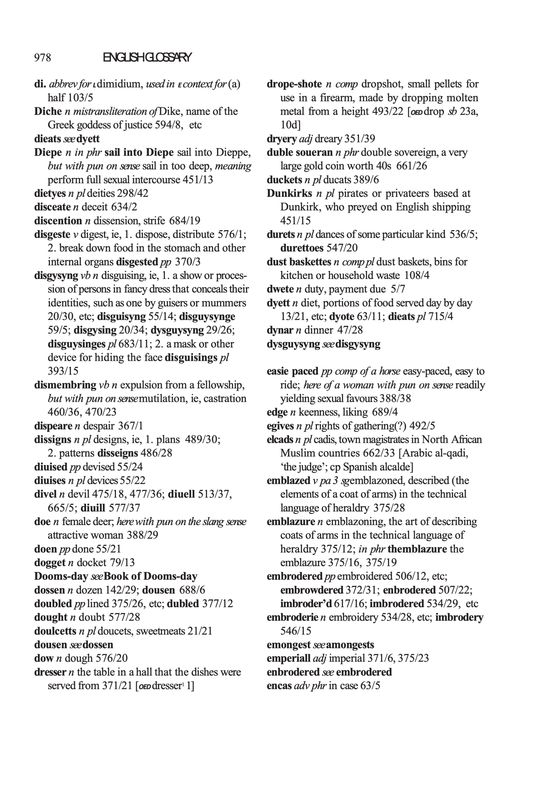 978 ENGLISH GLOSSARY
di. abbrev for L dimidium, used in E context for (a)
half 103/5
Diche n mistransliteration of Dike, name of the
Greek goddess of justice 594/8, etc
dieats see dyett
Diepe n in phr sail into Diepe sail into Dieppe,
but with pun on sense sail in too deep, meaning
perform full sexual intercourse 451/13
dietyes n pl deities 298/42
disceate n deceit 634/2
discention n dissension, strife 684/19
disgeste v digest, ie, 1. dispose, distribute 576/1;
2. break down food in the stomach and other
internal organs disgested pp 370/3
disgysyng vb n disguising, ie, 1. a show or proces-
sion of persons in fancy dress that conceals their
identities, such as one by guisers or mummers
20/30, etc; disguisyng 55/14; disguysynge
59/5; disgysing 20/34; dysguysyng 29/26;
disguysinges pl 683/11; 2. a mask or other
device for hiding the face disguisings pl
393/15
dismembring vb n expulsion from a fellowship,
but with pun on sense mutilation, ie, castration
460/36, 470/23
dispeare n despair 367/1
dissigns n pl designs, ie, 1. plans 489/30;
2. patterns disseigns 486/28
diuised pp devised 55/24
diuises n pl devices 55/22
divel n devil 475/18, 477/36; diuell 513/37,
665/5; diuill 577/37
doe n female deer; here with pun on the slang sense
attractive woman 388/29
doen pp done 55/21
dogget n docket 79/13
Dooms-day see Book of Dooms-day
dossen n dozen 142/29; dousen 688/6
doubled pp lined 375/26, etc; dubled 377/12
dought n doubt 577/28
doulcetts n pl doucets, sweetmeats 21/21
dousen see dossen
dow n dough 576/20
dresser n the table in a hall that the dishes were
served from 371/21 [OED dresser¹ 1]
drope-shote n comp dropshot, small pellets for
use in a firearm, made by dropping molten
metal from a height 493/22 [OED drop sb 23a,
10d]
dryery adj dreary 351/39
duble soueran n phr double sovereign, a very
large gold coin worth 40s 661/26
duckets n pl ducats 389/6
Dunkirks n pl pirates or privateers based at
Dunkirk, who preyed on English shipping
451/15
durets n pl dances of some particular kind 536/5;
durettoes 547/20
dust baskettes n comp pl dust baskets, bins for
kitchen or household waste 108/4
dwete n duty, payment due 5/7
dyett n diet, portions of food served day by day
13/21, etc; dyote 63/11; dieats pl 715/4
dynar n dinner 47/28
dysguysyng see disgysyng
easie paced pp comp of a horse easy-paced, easy to
ride; here of a woman with pun on sense readily
yielding sexual favours 388/38
edge n keenness, liking 689/4
egives n pl rights of gathering(?) 492/5
elcads n pl cadis, town magistrates in North African
Muslim countries 662/33 [Arabic al-qadi,
‘the judge’; cp Spanish alcalde]
emblazed v pa 3 sg emblazoned, described (the
elements of a coat of arms) in the technical
language of heraldry 375/28
emblazure n emblazoning, the art of describing
coats of arms in the technical language of
heraldry 375/12; in phr themblazure the
emblazure 375/16, 375/19
embrodered pp embroidered 506/12, etc;
embrowdered 372/31; enbrodered 507/22;
imbroder’d 617/16; imbrodered 534/29, etc
embroderie n embroidery 534/28, etc; imbrodery
546/15
emongest see amongests
emperiall adj imperial 371/6, 375/23
enbrodered see embrodered
encas adv phr in case 63/5